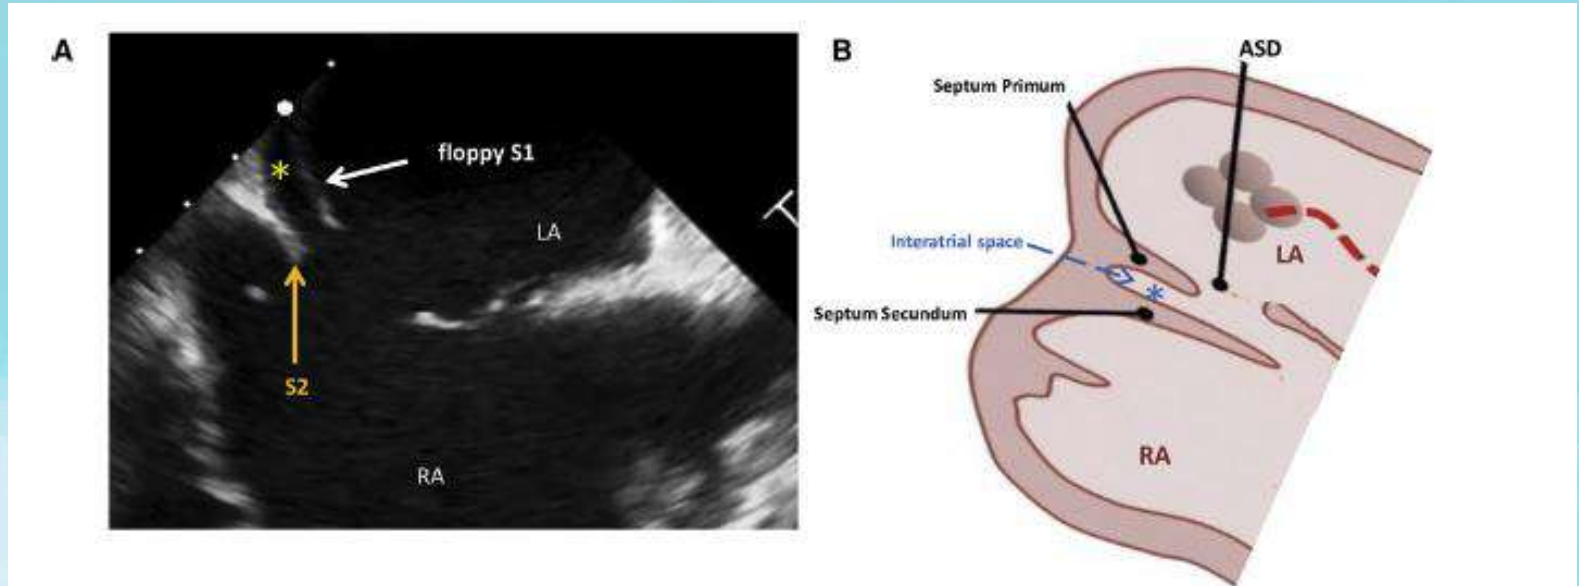 A
floppy S1
*
LA
S2
RA
B
ASD
Septum Primum
Interatrial space
*
LA
Septum Secundum
RA